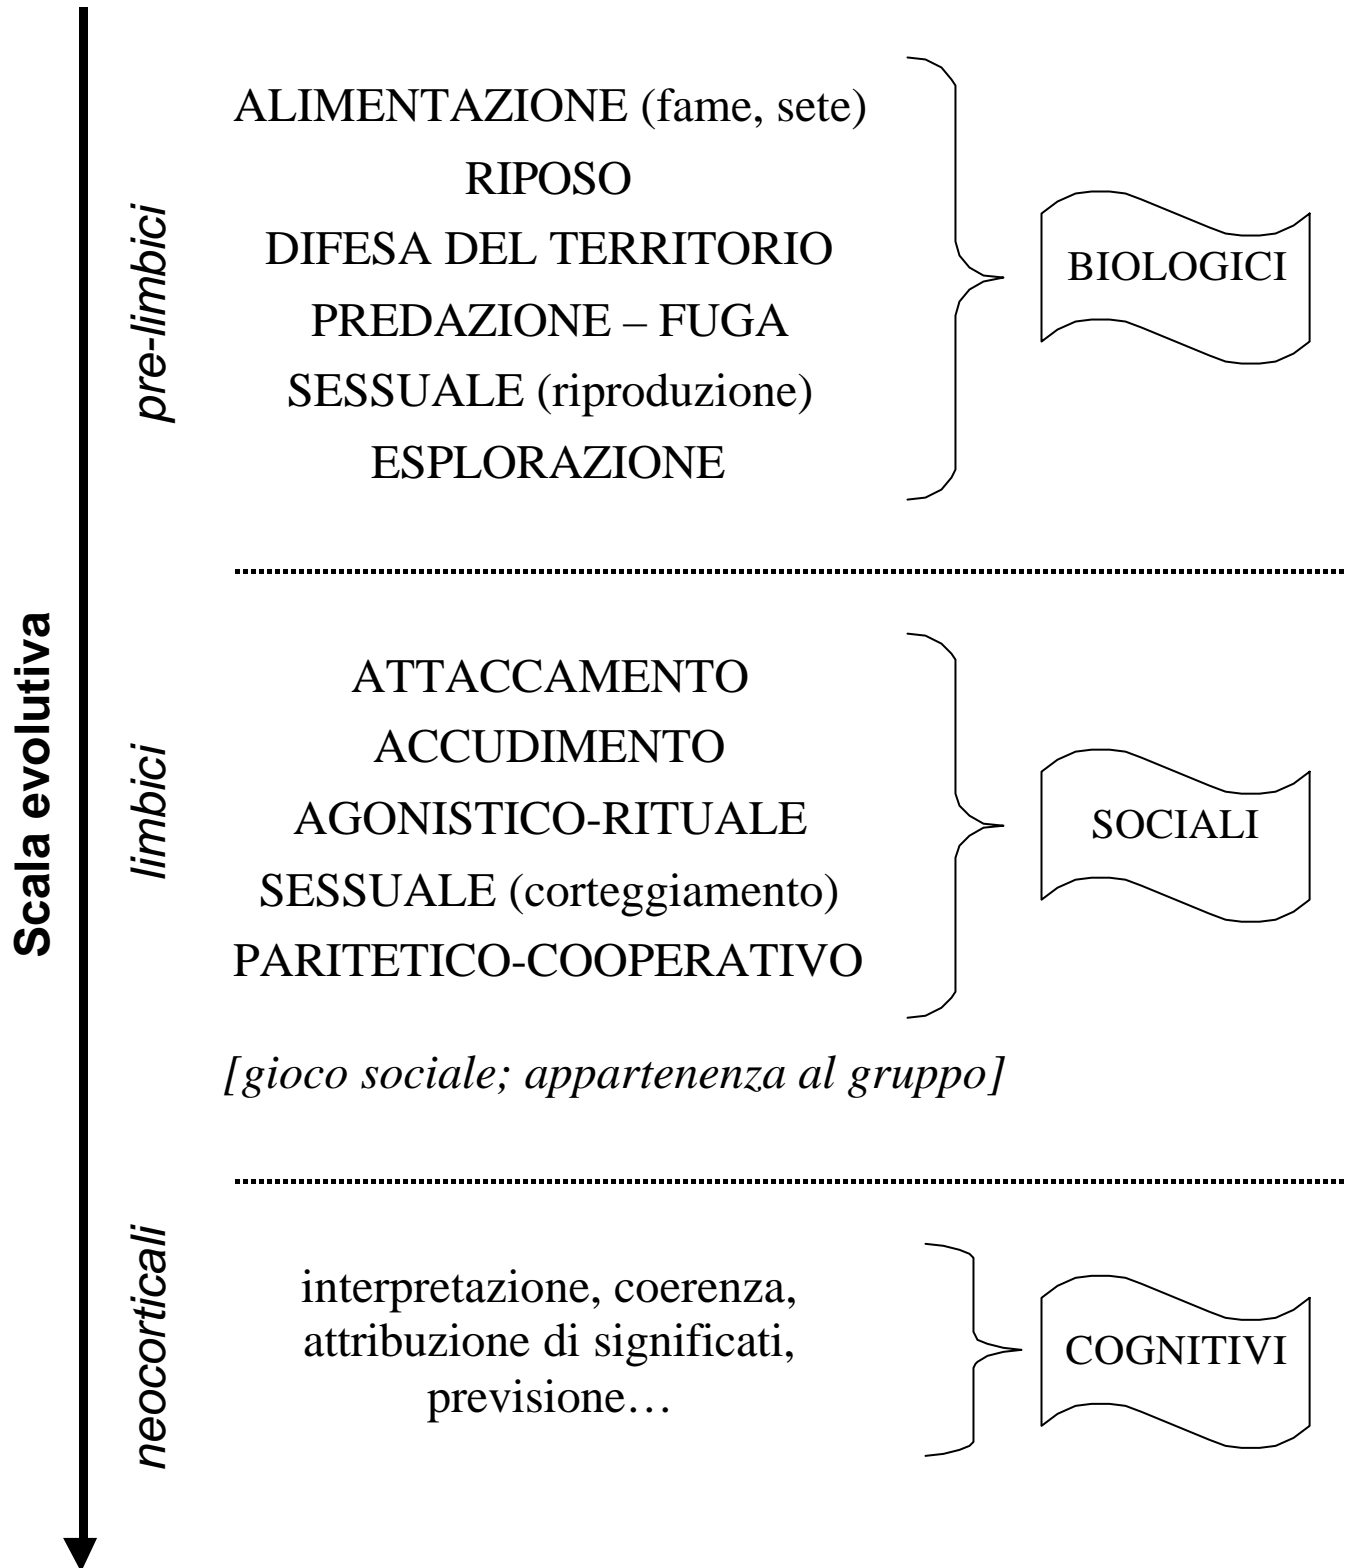 Scala evolutiva
pre-limbici
ALIMENTAZIONE (fame, sete)
RIPOSO
DIFESA DEL TERRITORIO
PREDAZIONE – FUGA
SESSUALE (riproduzione)
ESPLORAZIONE
BIOLOGICI
limbici
ATTACCAMENTO
ACCUDIMENTO
AGONISTICO-RITUALE
SESSUALE (corteggiamento)
PARITETICO-COOPERATIVO
[gioco sociale; appartenenza al gruppo]
SOCIALI
neocorticali
interpretazione, coerenza,
attribuzione di significati,
previsione…
COGNITIVI